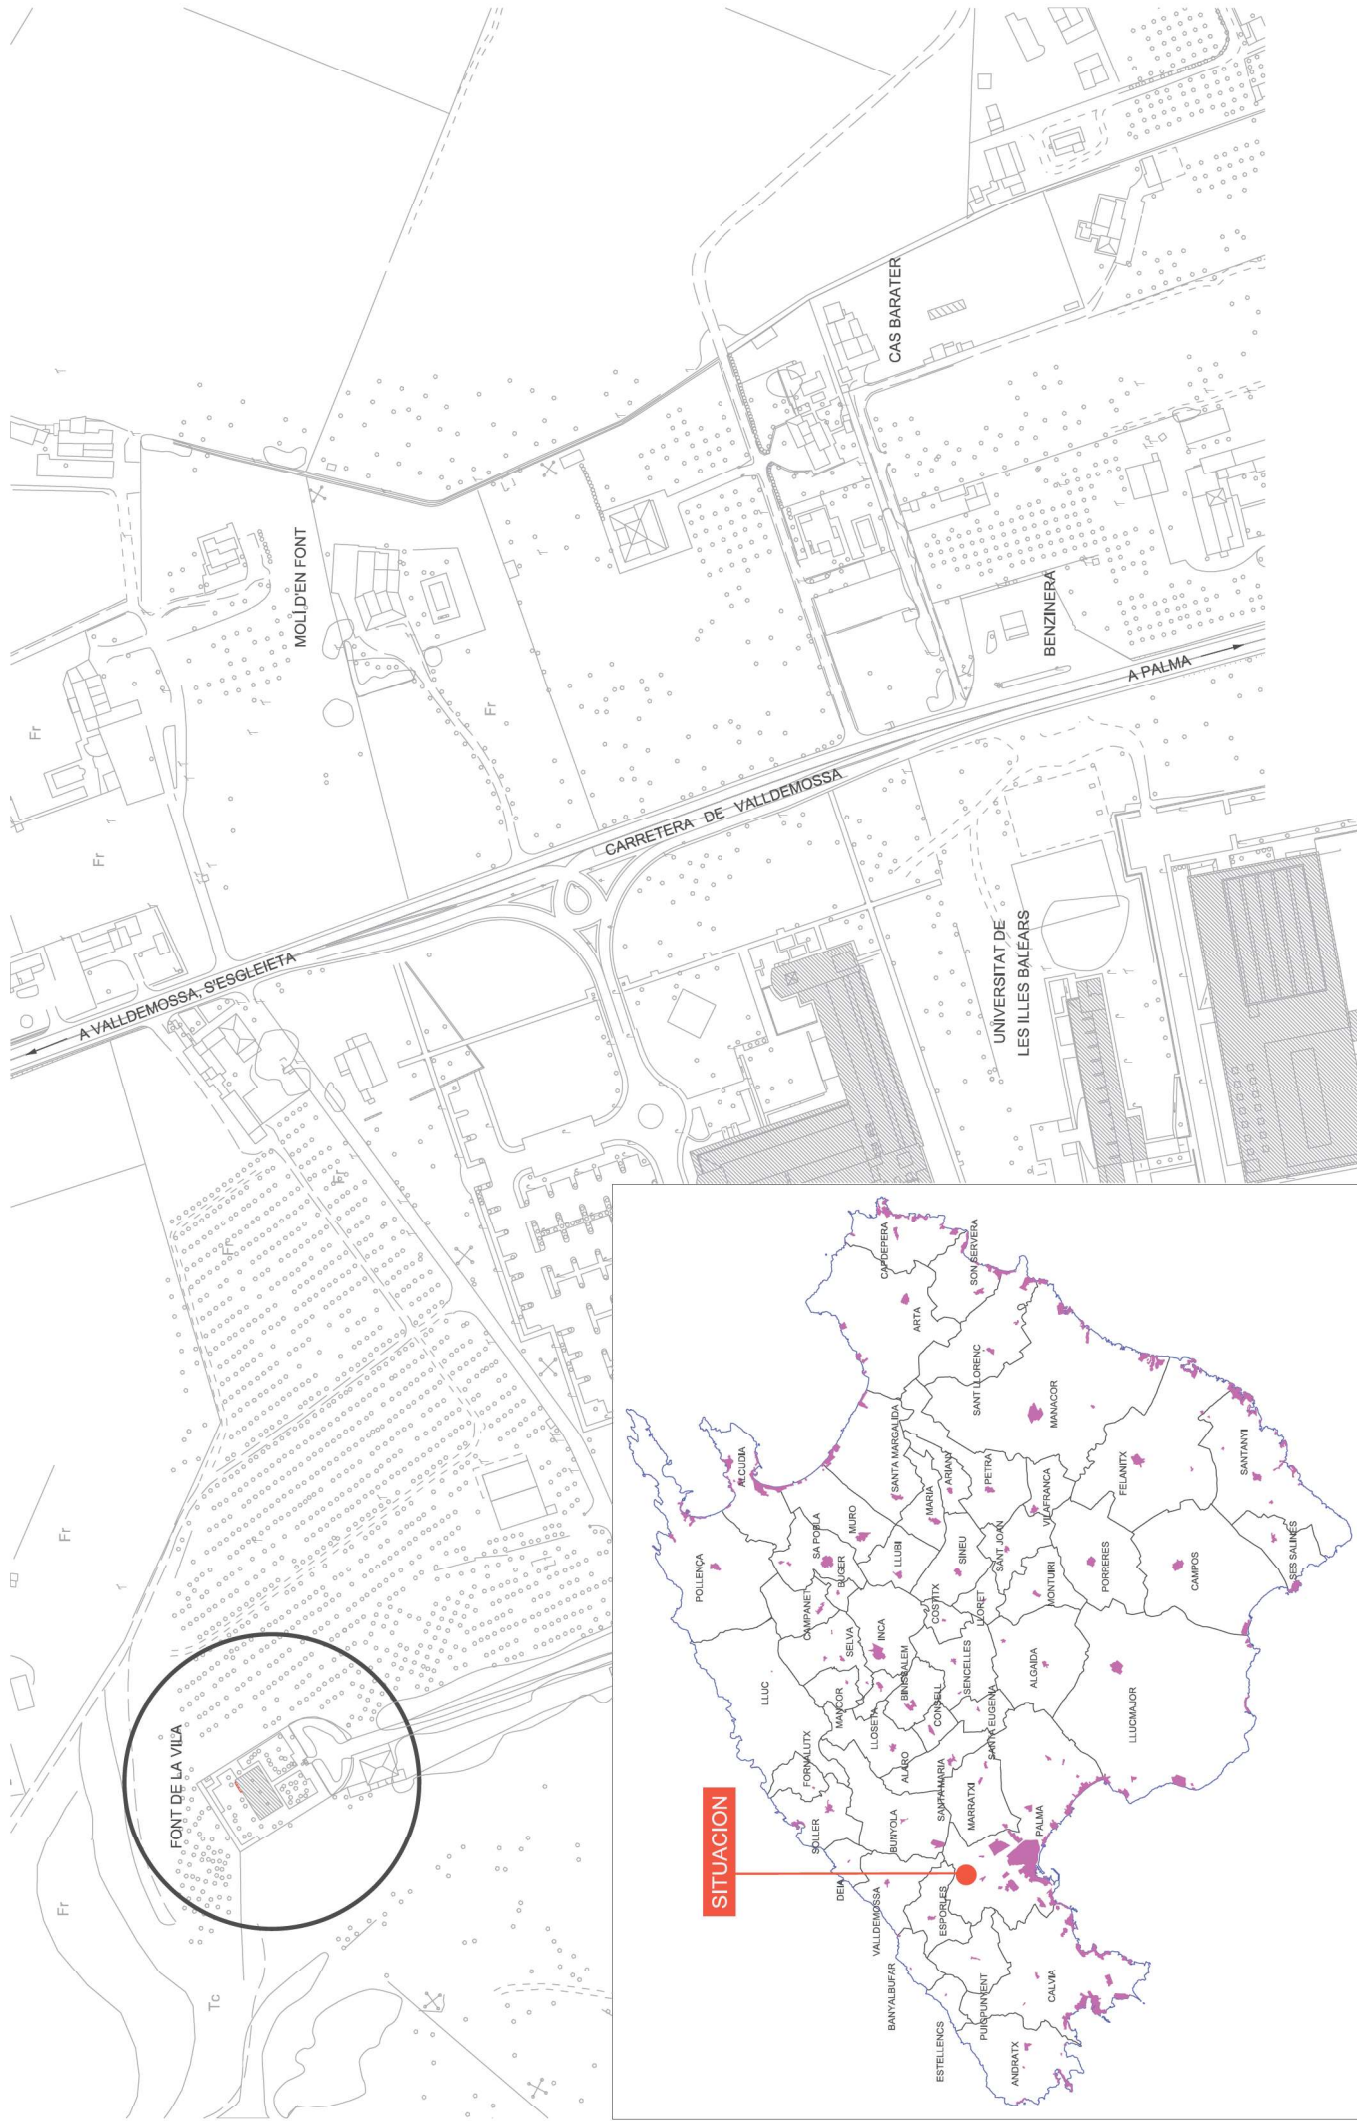 FONT DE LA VILA
Fr
Fr
Tc
Fr
Fr
A VALLDEMOSSA, S'ESGLEIETA
Fr
Fr
MOLI D'EN FONT
Fr
CARRETERA DE VALLDEMOSSA
UNIVERSITAT DE
LES ILLES BALEARS
A PALMA
BENZINERA
CAS BARATER
SITUACION
POLLENÇA
ALCUDIA
LLUC
CAMPANET
SA POBLA
BUGER
MURO
FORNALUTX
SOLLER
MANCOR
SELVA
INCA
LLUBI
SANTA MARGALIDA
MARIA
ARIANY
ARTA
CAPDEPERA
SON SERVERA
DEIA
BUNYOLA
ALARO
LLOSETA
BINISSALEM
CONSELL
COSTITX
SINEU
PETRA
SANT LLORENC
VALLDEMOSSA
BANYALBUFAR
ESPORLES
SANTA MARIA
MARRATXI
SANTA EUGENIA
SENCELLES
LLORET
SANT JOAN
VILAFRANCA
MANACOR
ESTELLENCS
PUIGPUNYENT
PALMA
ALGAIDA
MONTUIRI
PORRERES
FELANITX
ANDRATX
CALVIA
LLUCMAJOR
CAMPOS
SANTANYI
SES SALINES